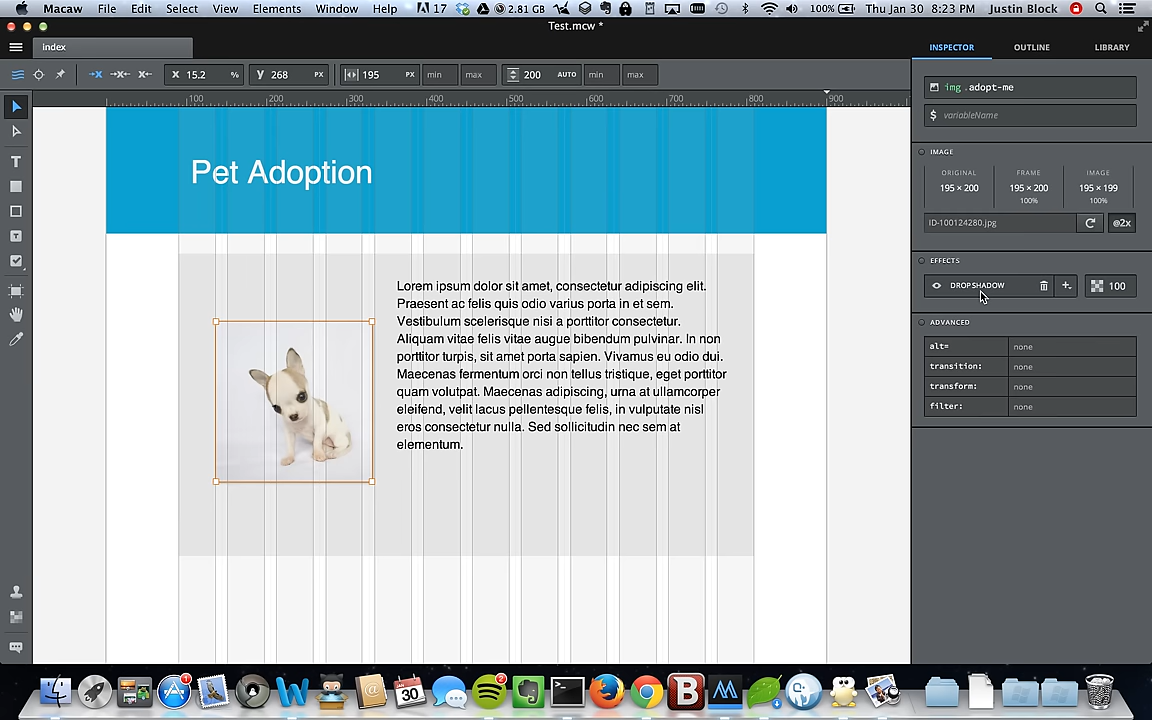 Macaw File Edit Select View Elements Window Help 17 2.81 GB 100% Thu Jan 30 8:23 PM Justin Block
Test.mcw *
index
INSPECTOR OUTLINE LIBRARY
X 15.2 % Y 268 PX 195 PX min max 200 AUTO min max
100 200 300 400 500 600 700 800 900
img .adopt-me
$ variableName
IMAGE
ORIGINAL FRAME IMAGE
195 × 200 195 × 200 195 × 199
100% 100%
ID-100124280.jpg @2x
EFFECTS
DROPSHADOW 100
ADVANCED
alt= none
transition: none
transform: none
filter: none
Pet Adoption
Lorem ipsum dolor sit amet, consectetur adipiscing elit.
Praesent ac felis quis odio varius porta in et sem.
Vestibulum scelerisque nisi a porttitor consectetur.
Aliquam vitae felis vitae augue bibendum pulvinar. In non
porttitor turpis, sit amet porta sapien. Vivamus eu odio dui.
Maecenas fermentum orci non tellus tristique, eget porttitor
quam volutpat. Maecenas adipiscing, urna at ullamcorper
eleifend, velit lacus pellentesque felis, in vulputate nisl
eros consectetur nulla. Sed sollicitudin nec sem at
elementum.
JAN
30
1
2